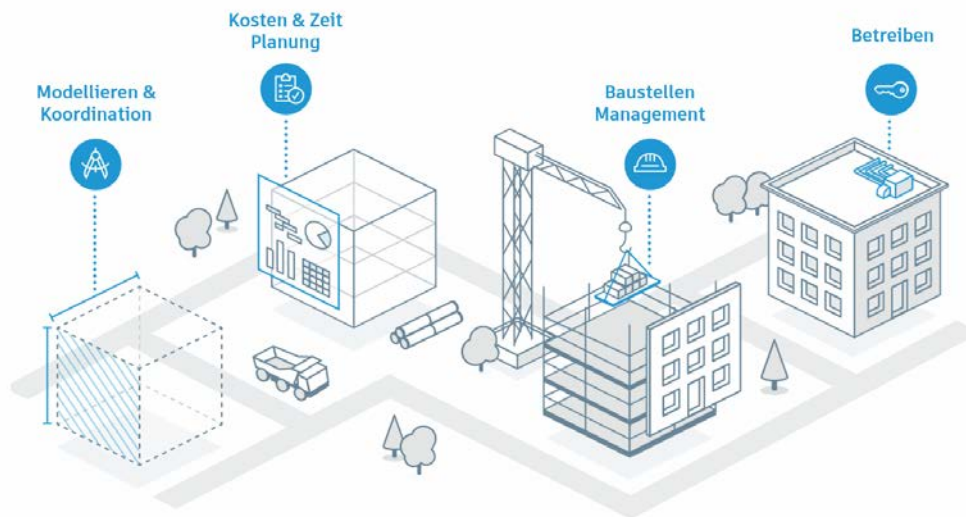 Modellieren &
Koordination
Kosten & Zeit
Planung
Baustellen
Management
Betreiben